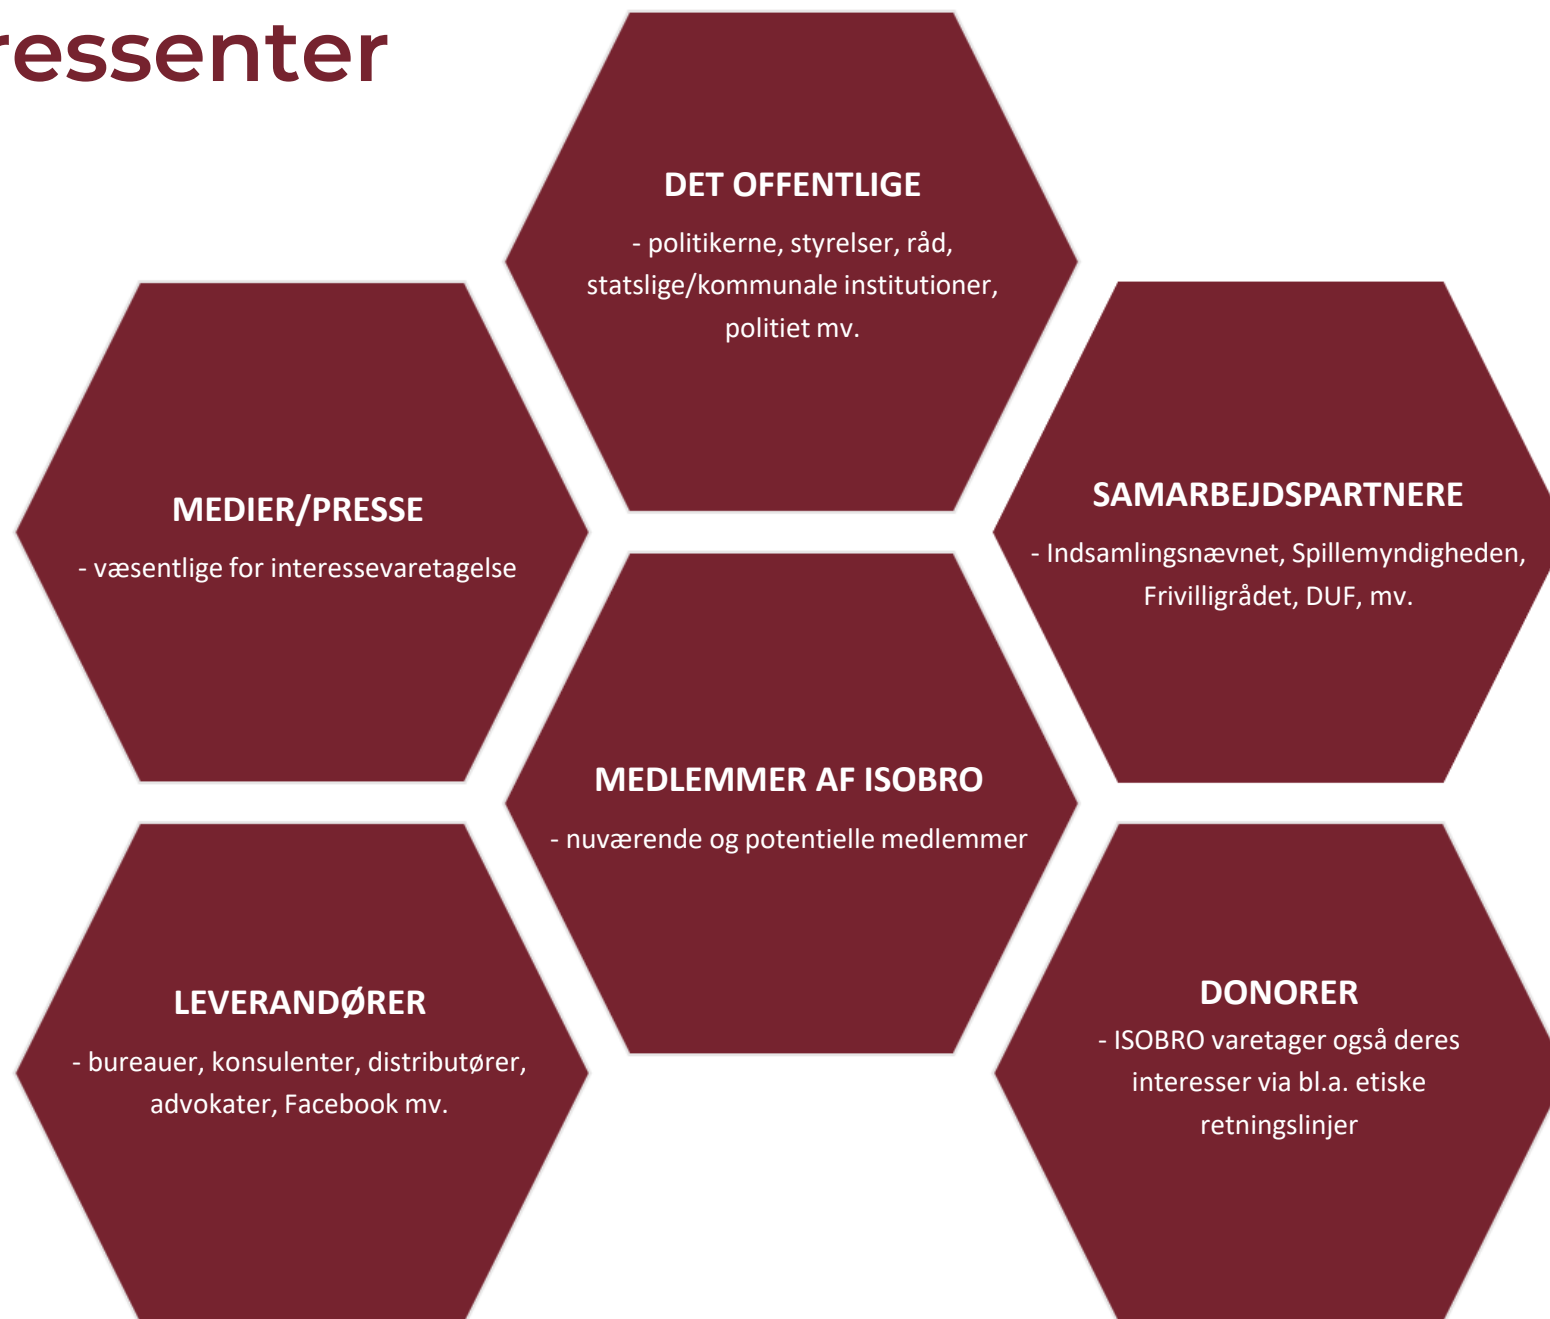 ressenter
DET OFFENTLIGE
- politikerne, styrelser, råd,
statslige/kommunale institutioner,
politiet mv.
MEDIER/PRESSE
- væsentlige for interessevaretagelse
SAMARBEJDSPARTNERE
- Indsamlingsnævnet, Spillemyndigheden,
Frivilligrådet, DUF, mv.
MEDLEMMER AF ISOBRO
- nuværende og potentielle medlemmer
LEVERANDØRER
- bureauer, konsulenter, distributører,
advokater, Facebook mv.
DONORER
- ISOBRO varetager også deres
interesser via bl.a. etiske
retningslinjer